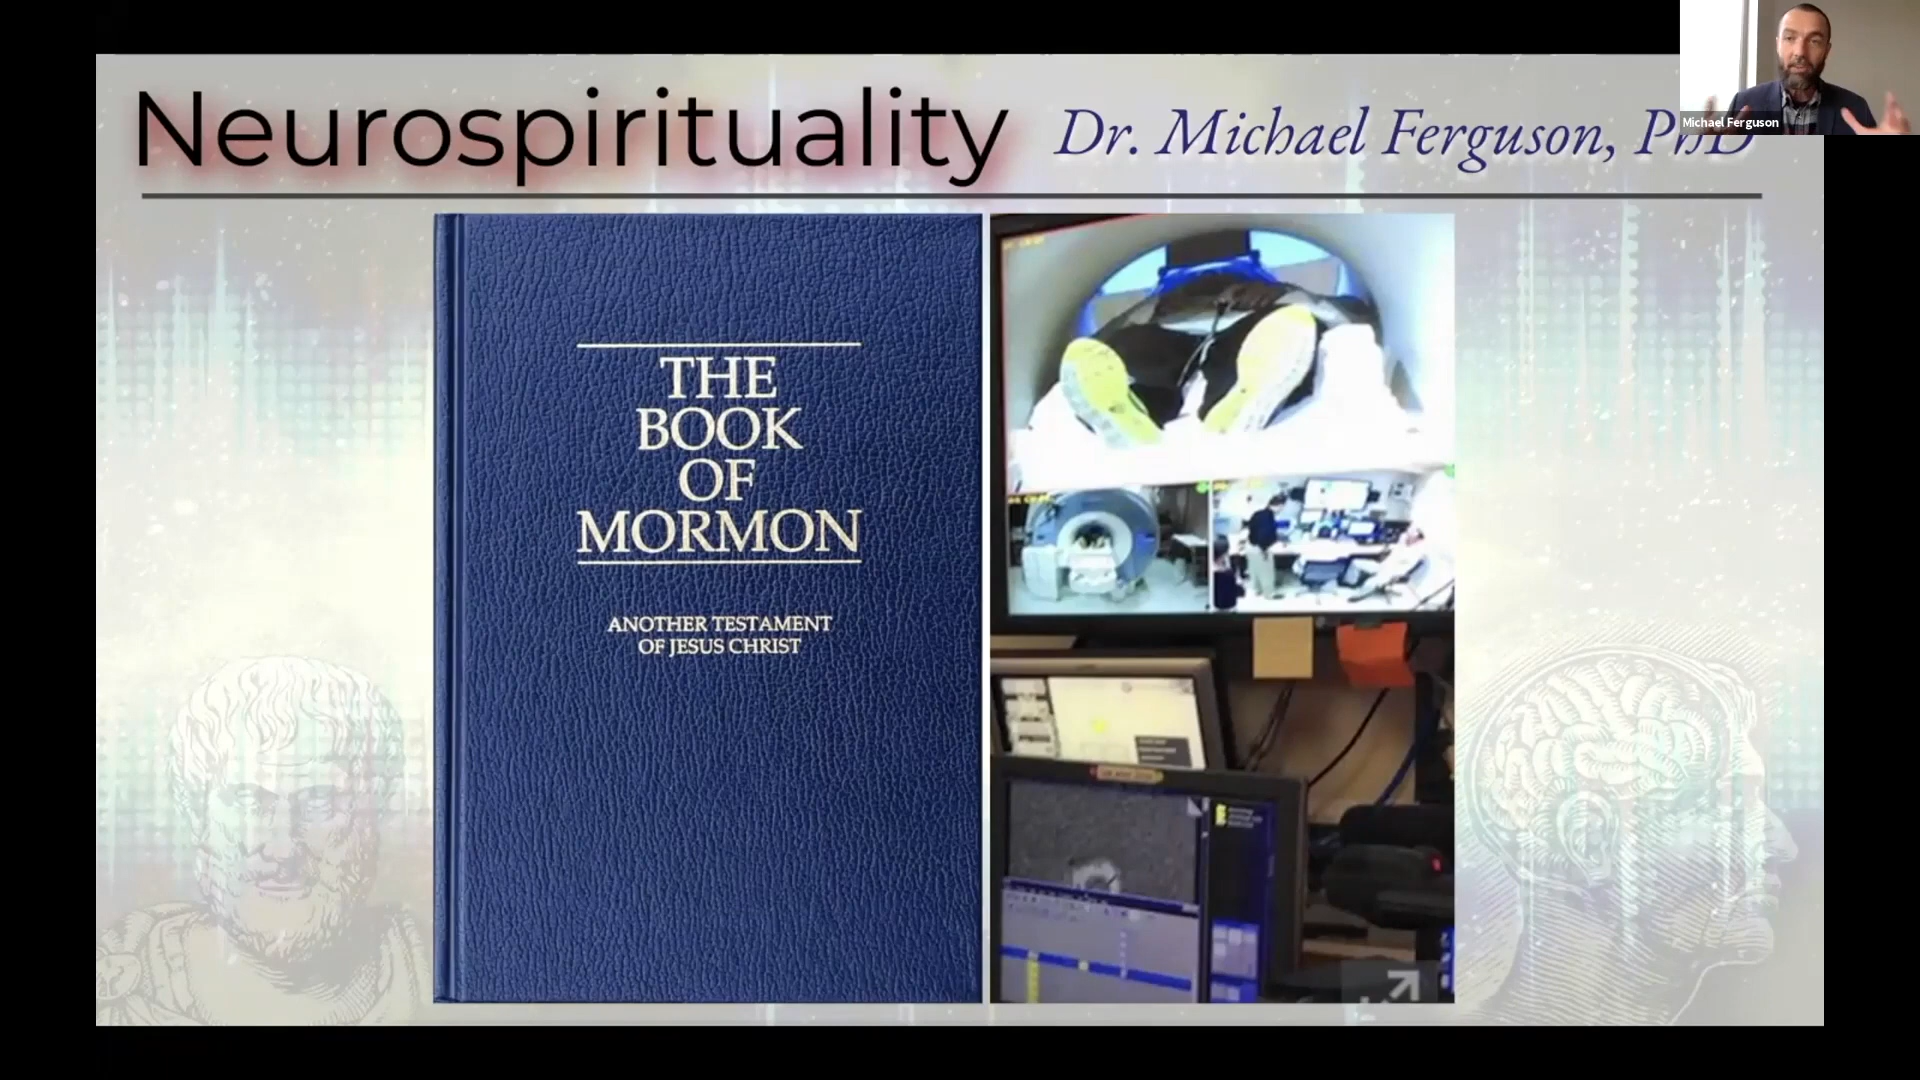 Neurospirituality
Dr. Michael Ferguson, PhD
Michael Ferguson
THE
BOOK
OF
MORMON
ANOTHER TESTAMENT
OF JESUS CHRIST